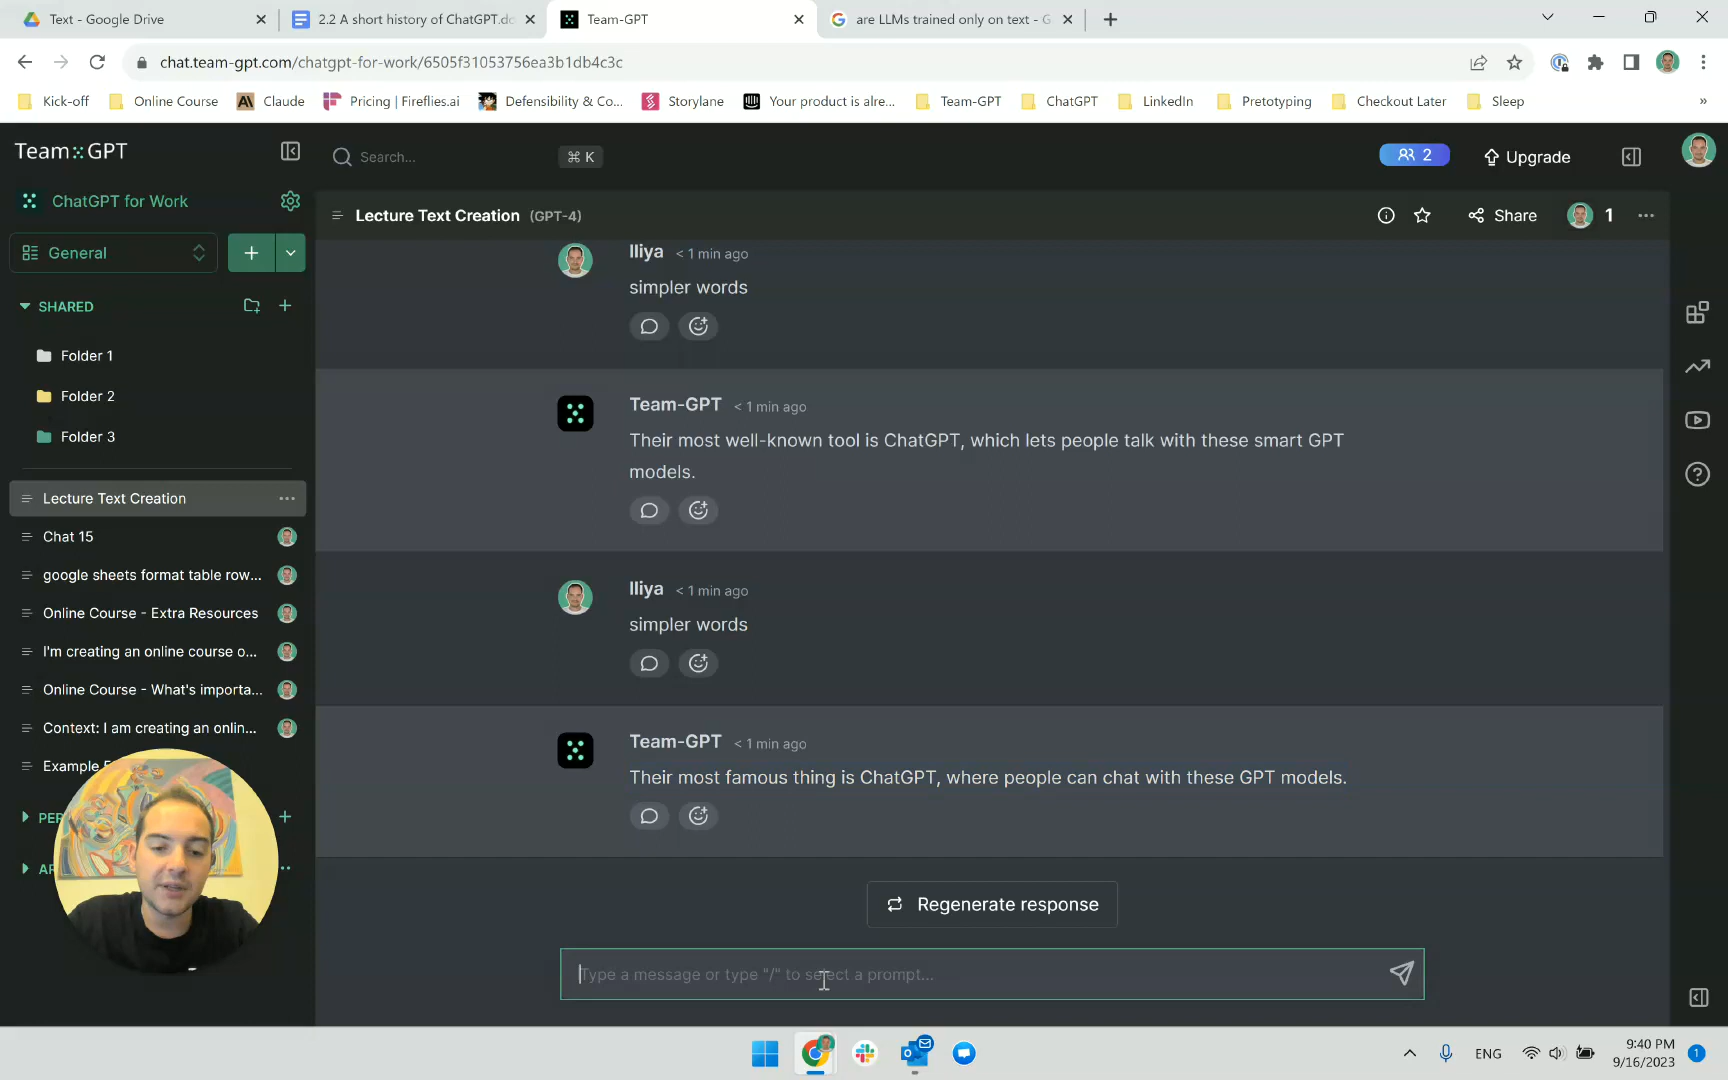 Text - Google Drive
2.2 A short history of ChatGPT.do
Team-GPT
are LLMs trained only on text - G
chat.team-gpt.com/chatgpt-for-work/6505f31053756ea3b1db4c3c
Kick-off
Online Course
Claude
Pricing | Fireflies.ai
Defensibility & Co...
Storylane
Your product is alre...
Team-GPT
ChatGPT
LinkedIn
Pretotyping
Checkout Later
Sleep
»
Team GPT
Search...
⌘ K
2
Upgrade
ChatGPT for Work
Lecture Text Creation (GPT-4)
Share
1
General
SHARED
Folder 1
Folder 2
Folder 3
Lecture Text Creation
Chat 15
google sheets format table row...
Online Course - Extra Resources
I'm creating an online course o...
Online Course - What's importa...
Context: I am creating an onlin...
Example
Iliya < 1 min ago
simpler words
Team-GPT < 1 min ago
Their most well-known tool is ChatGPT, which lets people talk with these smart GPT
models.
Iliya < 1 min ago
simpler words
Team-GPT < 1 min ago
Their most famous thing is ChatGPT, where people can chat with these GPT models.
Regenerate response
Type a message or type "/" to select a prompt...
ENG
9:40 PM
9/16/2023
1